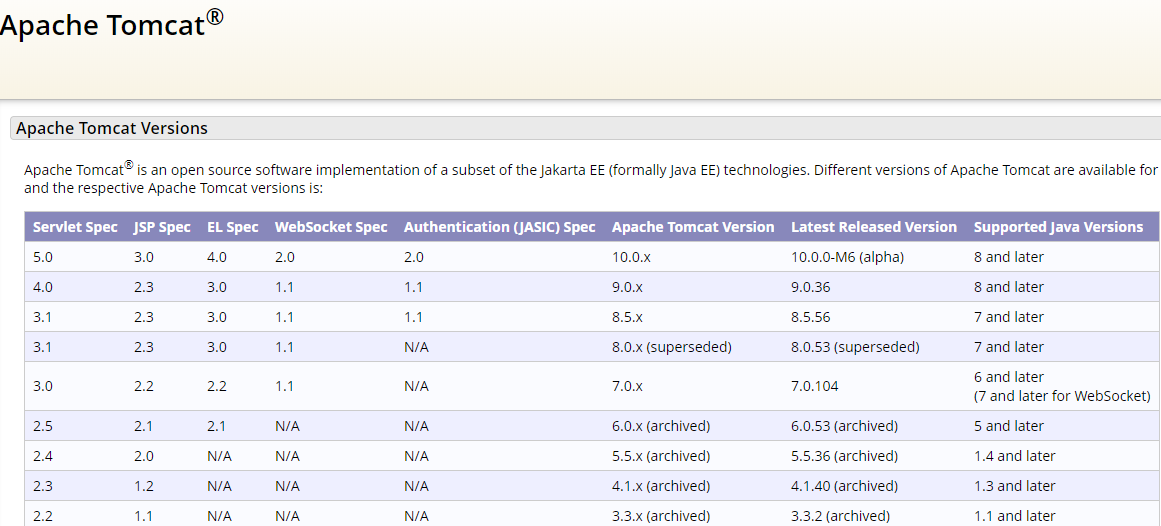 Apache Tomcat®
Apache Tomcat Versions
Apache Tomcat® is an open source software implementation of a subset of the Jakarta EE (formally Java EE) technologies. Different versions of Apache Tomcat are available for
and the respective Apache Tomcat versions is:
Servlet Spec JSP Spec EL Spec WebSocket Spec Authentication (JASIC) Spec Apache Tomcat Version Latest Released Version Supported Java Versions
5.0 3.0 4.0 2.0 2.0 10.0.x 10.0.0-M6 (alpha) 8 and later
4.0 2.3 3.0 1.1 1.1 9.0.x 9.0.36 8 and later
3.1 2.3 3.0 1.1 1.1 8.5.x 8.5.56 7 and later
3.1 2.3 3.0 1.1 N/A 8.0.x (superseded) 8.0.53 (superseded) 7 and later
3.0 2.2 2.2 1.1 N/A 7.0.x 7.0.104 6 and later
(7 and later for WebSocket)
2.5 2.1 2.1 N/A N/A 6.0.x (archived) 6.0.53 (archived) 5 and later
2.4 2.0 N/A N/A N/A 5.5.x (archived) 5.5.36 (archived) 1.4 and later
2.3 1.2 N/A N/A N/A 4.1.x (archived) 4.1.40 (archived) 1.3 and later
2.2 1.1 N/A N/A N/A 3.3.x (archived) 3.3.2 (archived) 1.1 and later